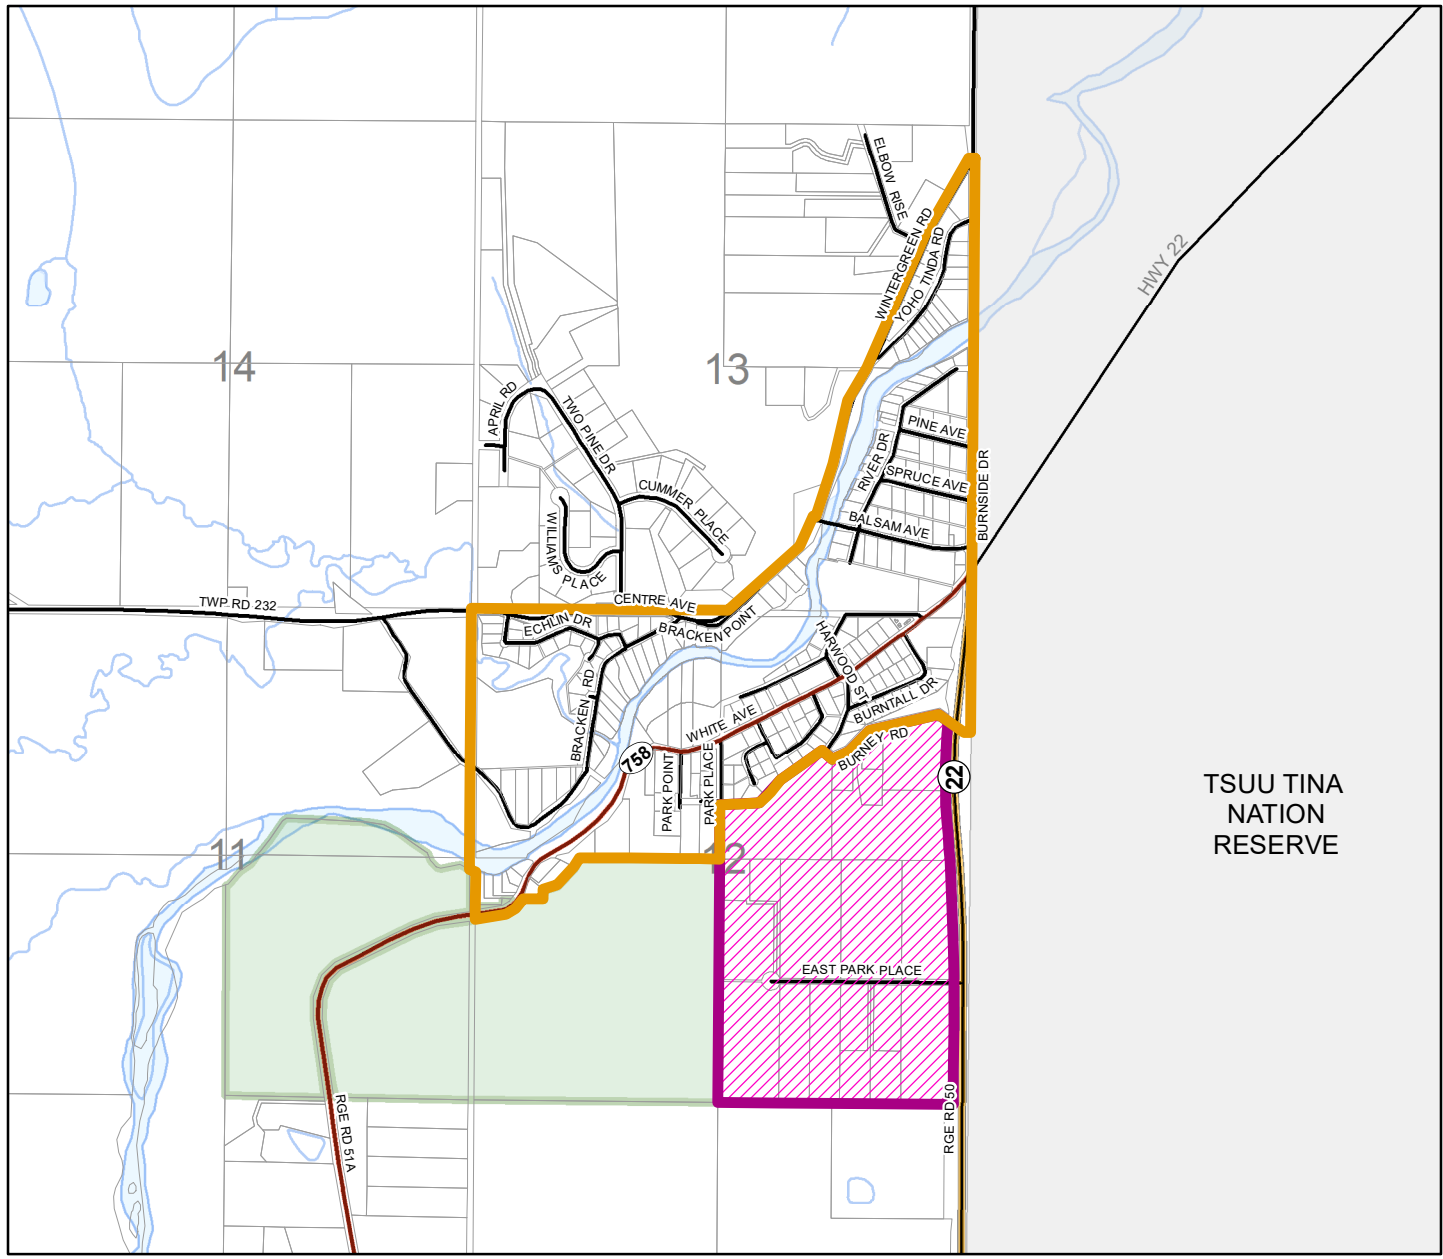 ELBOW RISE
WINTERGREEN RD
YOHO TINDA RD
HWY 22
14
13
APRIL RD
TWO PINE DR
PINE AVE
RIVER DR
SPRUCE AVE
BURNSIDE DR
CUMMER PLACE
WILLIAMS PLACE
BALSAM AVE
TWP RD 232
CENTRE AVE
ECHLIN DR
BRACKEN POINT
HARWOOD ST
BRACKEN RD
WHITE AVE
BURNTALL DR
BURNEY RD
758
PARK POINT
PARK PLACE
22
TSUU TINA
NATION
RESERVE
11
12
EAST PARK PLACE
RGE RD 50
RGE RD 51A